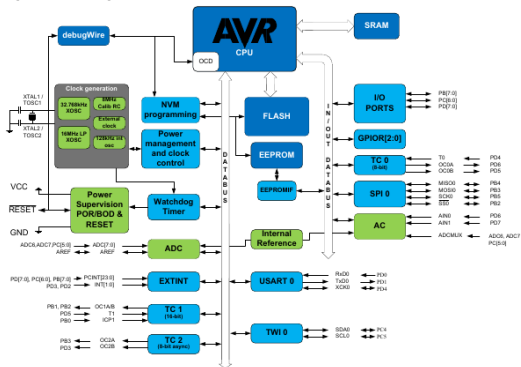 AVR
CPU
OCD
SRAM
debugWire
Clock generation
XTAL1 /
TOSC1
32.768kHz
XOSC
8MHz
Calib RC
External
clock
16MHz LP
XOSC
128kHz int
osc
XTAL2 /
TOSC2
NVM
programming
FLASH
Power
management
and clock
control
EEPROM
EEPROMIF
DATABUS
IN/OUT
DATABUS
I/O
PORTS
PB[7:0]
PC[6:0]
PD[7:0]
GPIOR[2:0]
TC 0
(8-bit)
T0
OC0A
OC0B
PD4
PD6
PD5
SPI 0
MISO0
MOSI0
SCK0
SS0
PB4
PB3
PB5
PB2
AC
AIN0
AIN1
ADCMUX
PD6
PD7
ADC6, ADC7
PC[5:0]
VCC
RESET
GND
Power
Supervision
POR/BOD &
RESET
Watchdog
Timer
Internal
Reference
ADC6,ADC7,PC[5:0]
AREF
ADC[7:0]
AREF
ADC
PD[7:0], PC[6:0], PB[7:0]
PD3, PD2
PCINT[23:0]
INT[1:0]
EXTINT
USART 0
RxD0
TxD0
XCK0
PD0
PD1
PD4
PB1, PB2
PD5
PB0
OC1A/B
T1
ICP1
TC 1
(16-bit)
TWI 0
SDA0
SCL0
PC4
PC5
PB3
PD3
OC2A
OC2B
TC 2
(8-bit async)